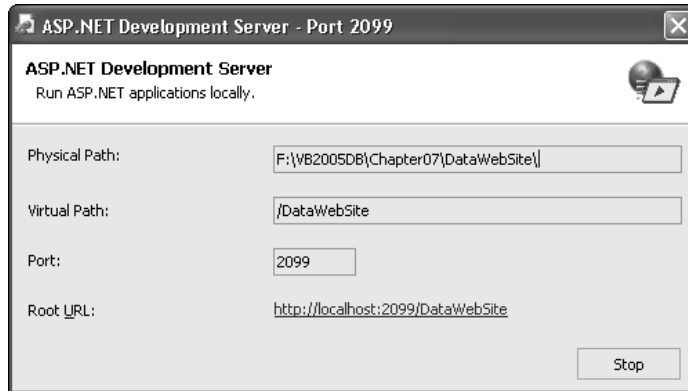 ASP.NET Development Server - Port 2099
ASP.NET Development Server
Run ASP.NET applications locally.
Physical Path: F:\VB2005DB\Chapter07\DataWebSite\
Virtual Path: /DataWebSite
Port: 2099
Root URL: http://localhost:2099/DataWebSite
Stop